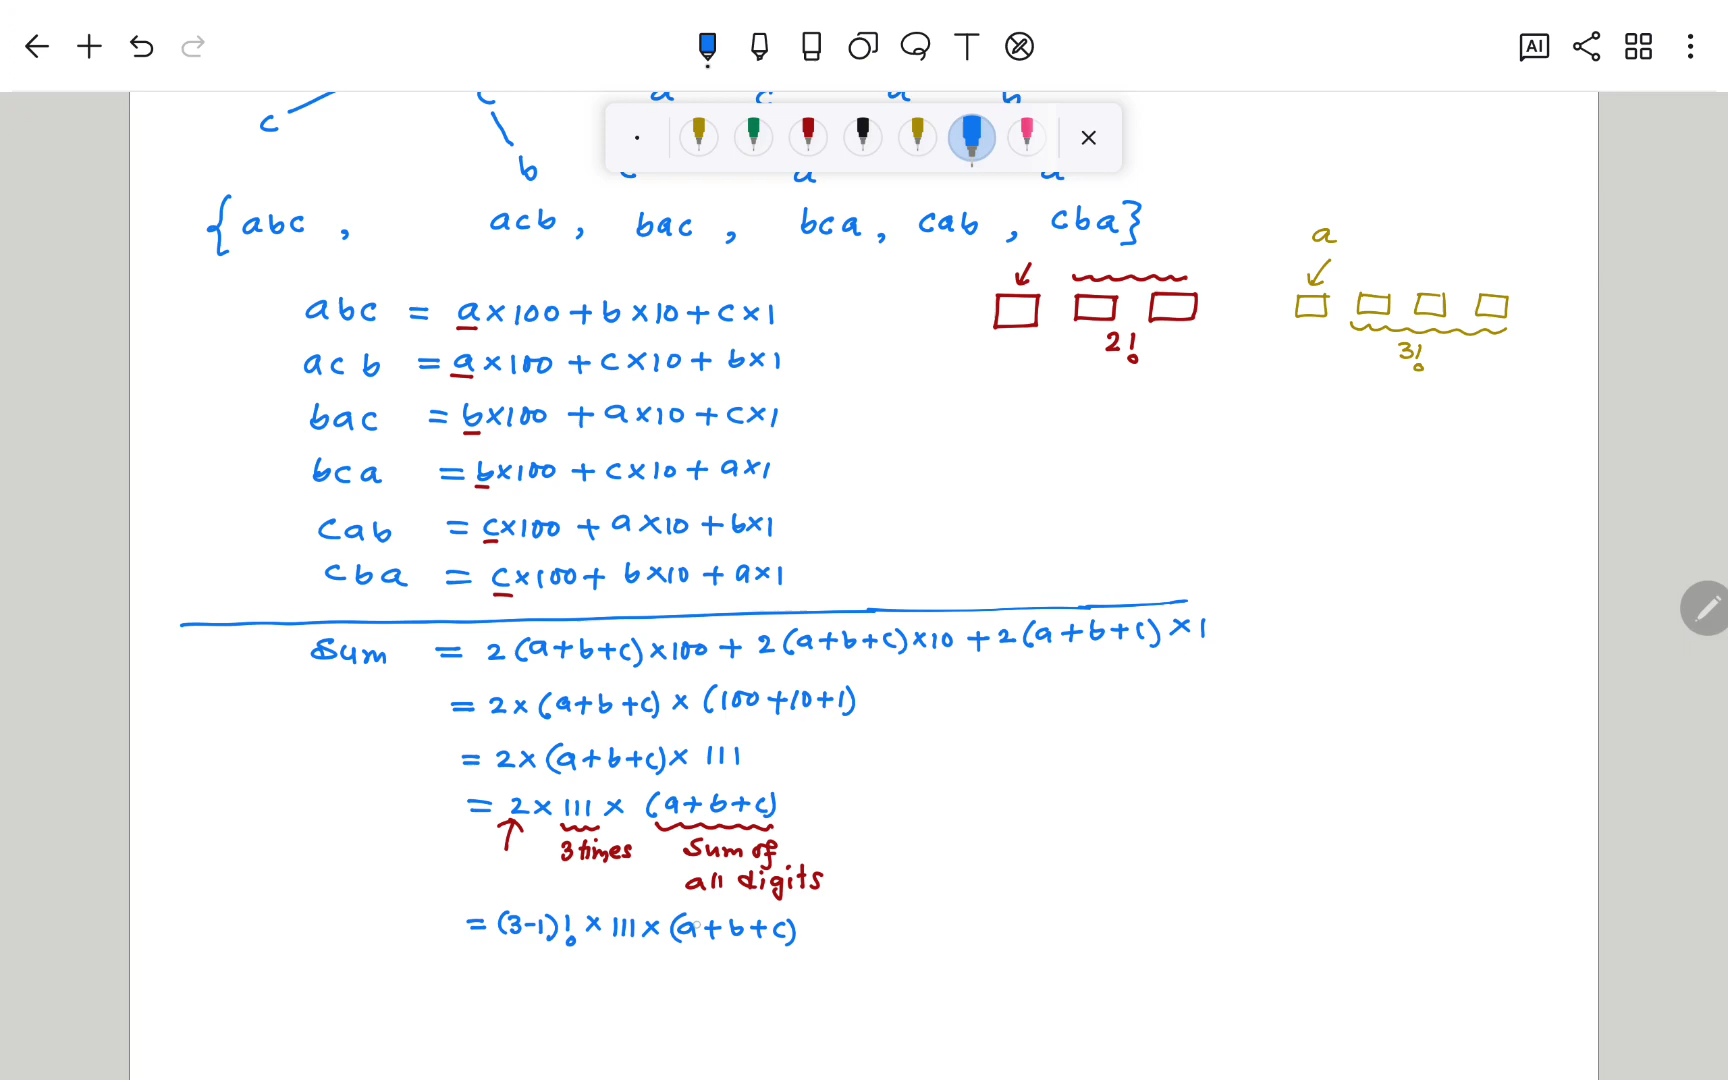 AI
c
b
{abc, acb, bac, bca, cab, cba}
a
abc = a×100+b×10+c×1
2!
3!
acb = a×100+c×10+b×1
bac = b×100+a×10+c×1
bca = b×100+c×10+a×1
cab = c×100+a×10+b×1
cba = c×100+b×10+a×1
Sum = 2(a+b+c)×100+2(a+b+c)×10+2(a+b+c)×1
= 2×(a+b+c)×(100+10+1)
= 2×(a+b+c)×111
= 2×111×(a+b+c)
3 times
Sum of
all digits
= (3-1)!×111×(a+b+c)